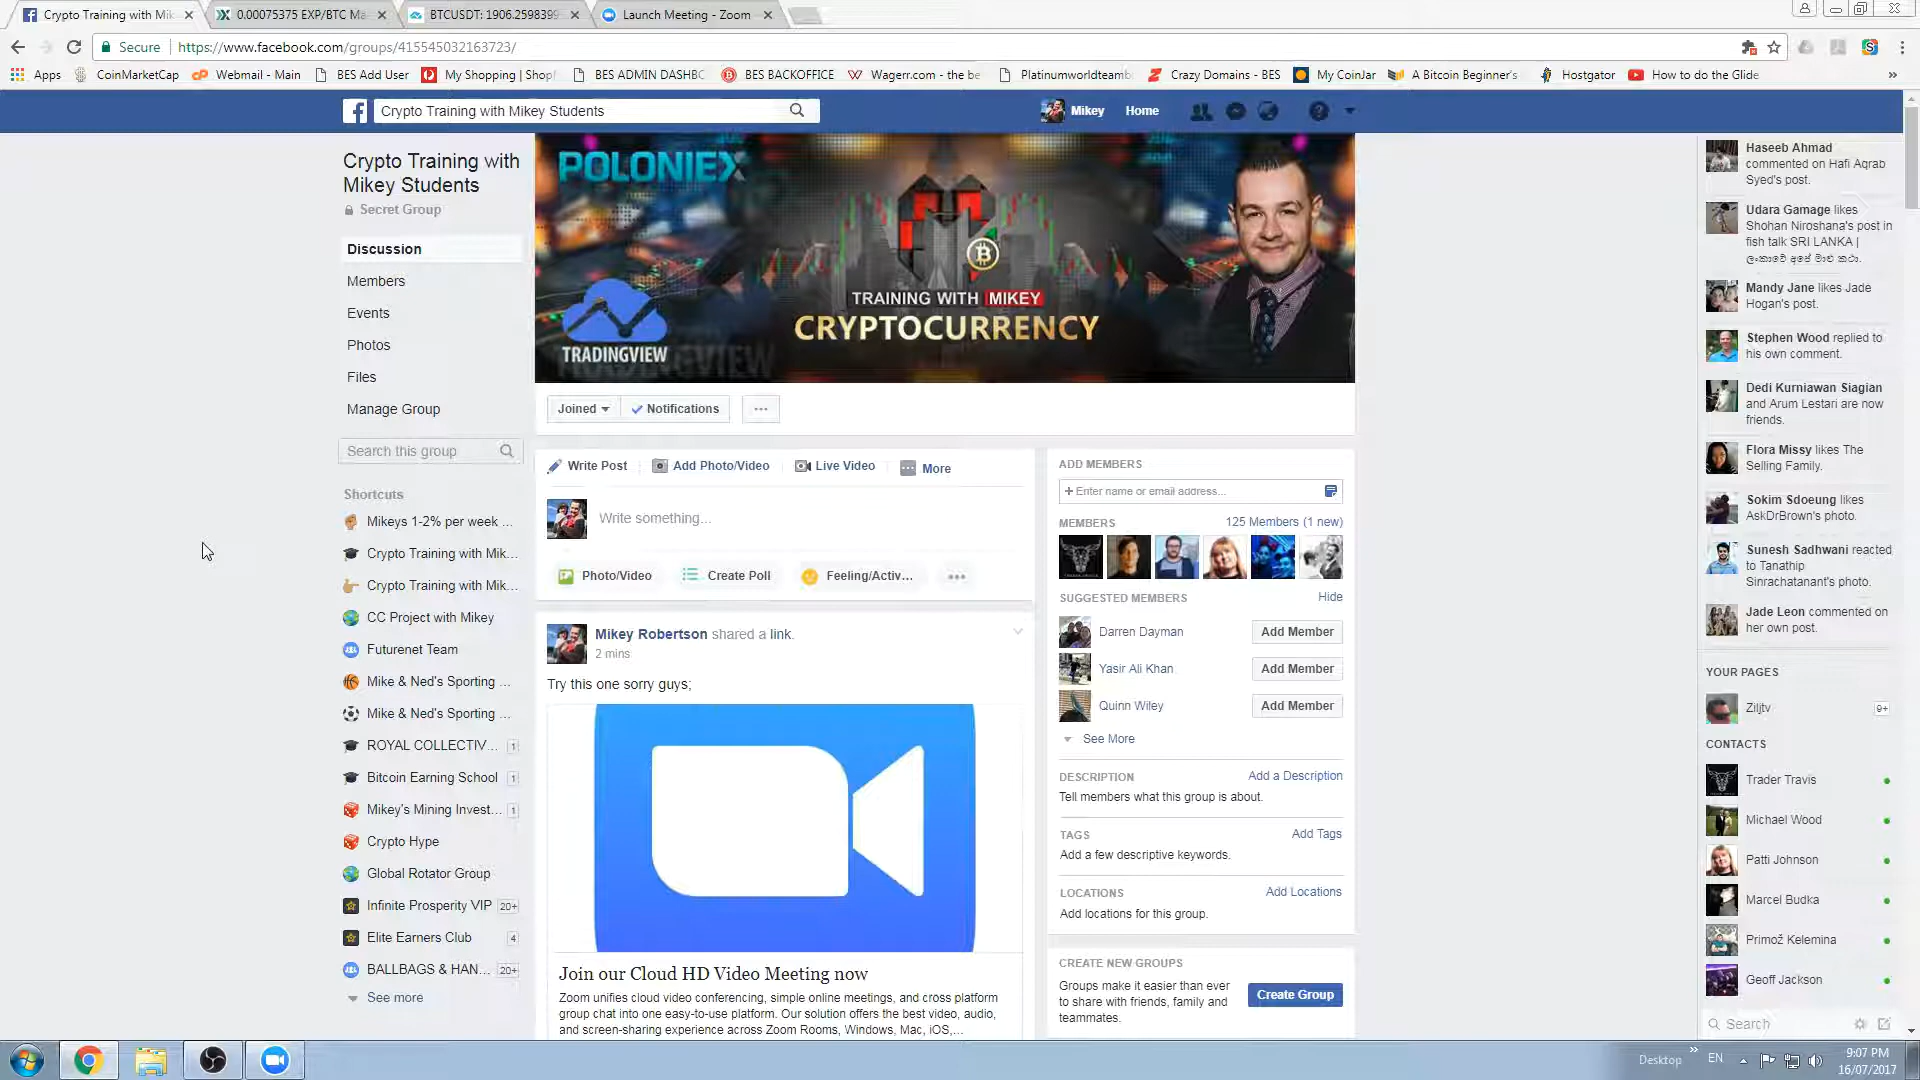 Crypto Training with Mik
0.00075375 EXP/BTC Ma
BTCUSDT: 1906.2598399
Launch Meeting - Zoom
Secure
https://www.facebook.com/groups/415545032163723/
Apps
CoinMarketCap
Webmail - Main
BES Add User
My Shopping | Shop
BES ADMIN DASHBO
BES BACKOFFICE
Wagerr.com - the be
Platinumworldteamb
Crazy Domains - BES
My CoinJar
A Bitcoin Beginner's
Hostgator
How to do the Glide
Crypto Training with Mikey Students
Mikey
Home
Crypto Training with
Mikey Students
Secret Group
Discussion
Members
Events
Photos
Files
Manage Group
Search this group
Shortcuts
Mikeys 1-2% per week ...
Crypto Training with Mik...
Crypto Training with Mik...
CC Project with Mikey
Futurenet Team
Mike & Ned's Sporting ...
Mike & Ned's Sporting ...
ROYAL COLLECTIV... 1
Bitcoin Earning School 1
Mikey's Mining Invest... 1
Crypto Hype
Global Rotator Group
Infinite Prosperity VIP 20+
Elite Earners Club 4
BALLBAGS & HAN... 20+
See more
POLONIEX
TRADINGVIEW
TRAINING WITH MIKEY
CRYPTOCURRENCY
Joined
Notifications
Write Post
Add Photo/Video
Live Video
More
Write something...
Photo/Video
Create Poll
Feeling/Activ...
Mikey Robertson shared a link.
2 mins
Try this one sorry guys;
Join our Cloud HD Video Meeting now
Zoom unifies cloud video conferencing, simple online meetings, and cross platform
group chat into one easy-to-use platform. Our solution offers the best video, audio,
and screen-sharing experience across Zoom Rooms, Windows, Mac, iOS,...
ADD MEMBERS
+ Enter name or email address...
MEMBERS
125 Members (1 new)
SUGGESTED MEMBERS
Hide
Darren Dayman
Add Member
Yasir Ali Khan
Add Member
Quinn Wiley
Add Member
See More
DESCRIPTION
Add a Description
Tell members what this group is about.
TAGS
Add Tags
Add a few descriptive keywords.
LOCATIONS
Add Locations
Add locations for this group.
CREATE NEW GROUPS
Groups make it easier than ever
to share with friends, family and
teammates.
Create Group
Haseeb Ahmad
commented on Hafi Aqrab
Syed's post.
Udara Gamage likes
Shohan Niroshana's post in
fish talk SRI LANKA |
ලංකාවේ අපේ මාළු කථා.
Mandy Jane likes Jade
Hogan's post.
Stephen Wood replied to
his own comment.
Dedi Kurniawan Siagian
and Arum Lestari are now
friends.
Flora Missy likes The
Selling Family.
Sokim Sdoeung likes
AskDrBrown's photo.
Sunesh Sadhwani reacted
to Tanathip
Sinrachatanant's photo.
Jade Leon commented on
her own post.
YOUR PAGES
Ziljtv
9+
CONTACTS
Trader Travis
Michael Wood
Patti Johnson
Marcel Budka
Primož Kelemina
Geoff Jackson
Search
Desktop
EN
9:07 PM
16/07/2017